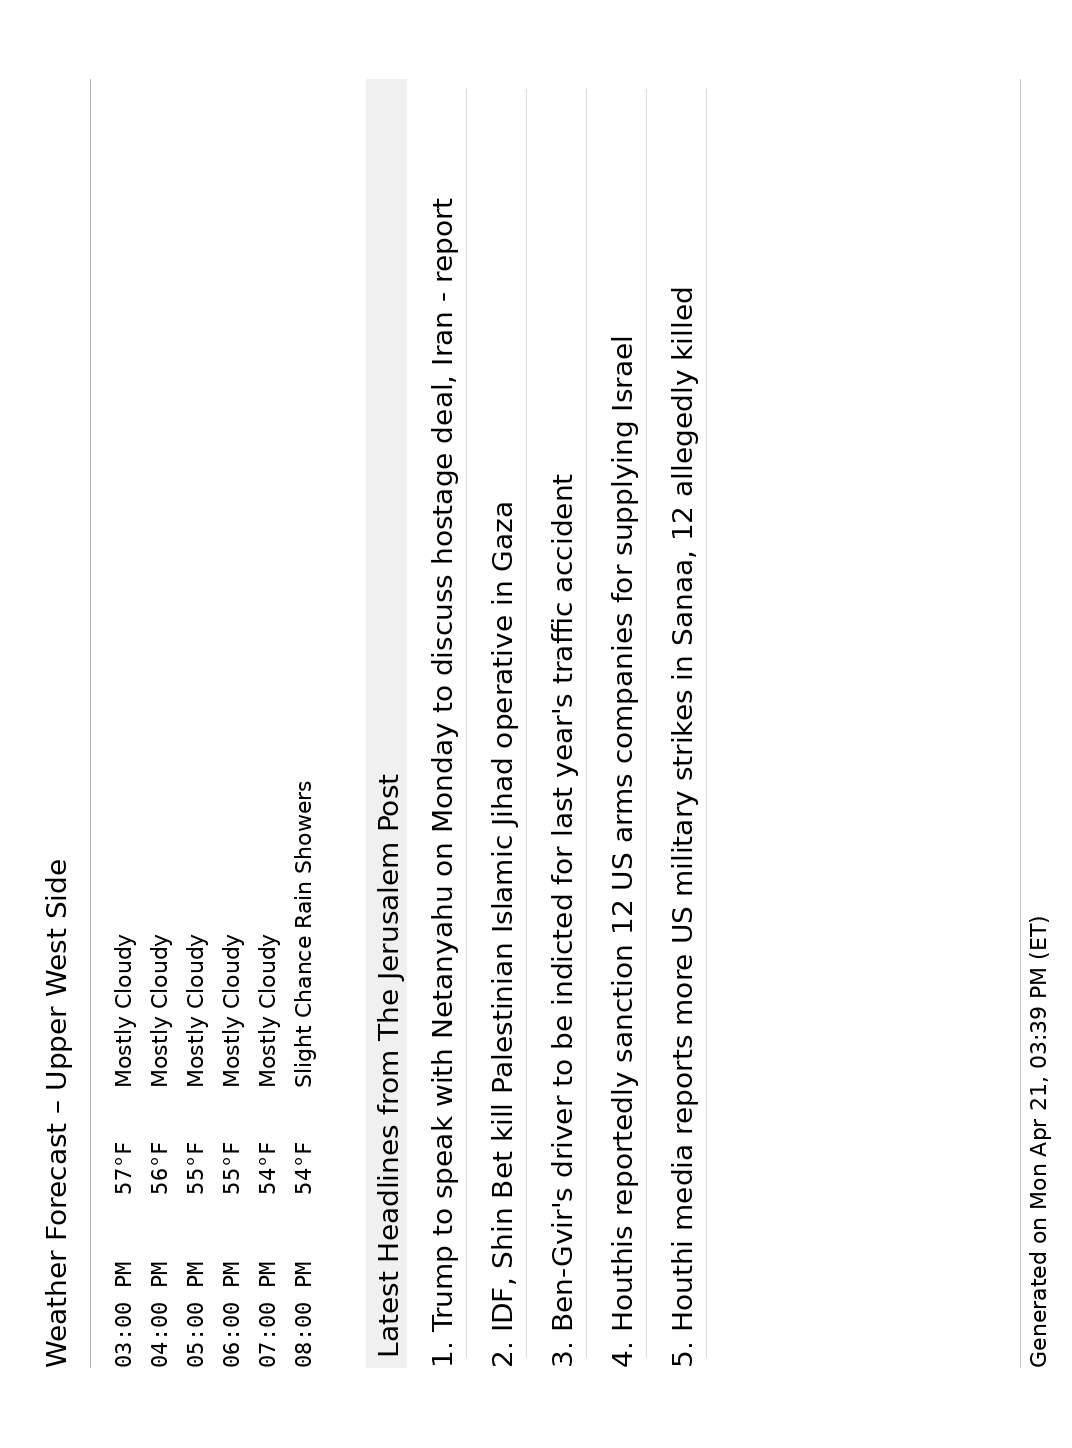 Weather Forecast – Upper West Side
03:00 PM 57°F Mostly Cloudy
04:00 PM 56°F Mostly Cloudy
05:00 PM 55°F Mostly Cloudy
06:00 PM 55°F Mostly Cloudy
07:00 PM 54°F Mostly Cloudy
08:00 PM 54°F Slight Chance Rain Showers
Latest Headlines from The Jerusalem Post
1. Trump to speak with Netanyahu on Monday to discuss hostage deal, Iran - report
2. IDF, Shin Bet kill Palestinian Islamic Jihad operative in Gaza
3. Ben-Gvir's driver to be indicted for last year's traffic accident
4. Houthis reportedly sanction 12 US arms companies for supplying Israel
5. Houthi media reports more US military strikes in Sanaa, 12 allegedly killed
Generated on Mon Apr 21, 03:39 PM (ET)